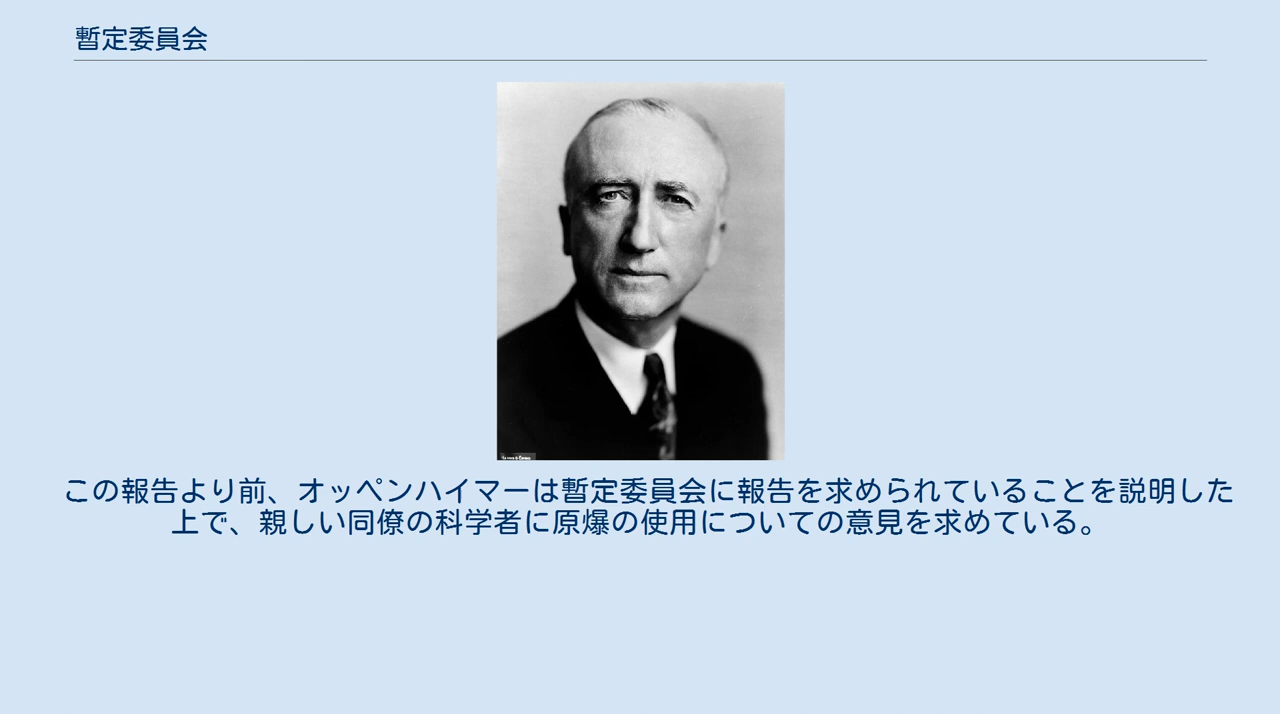 暫定委員会
この報告より前、オッペンハイマーは暫定委員会に報告を求められていることを説明した
上で、親しい同僚の科学者に原爆の使用についての意見を求めている。